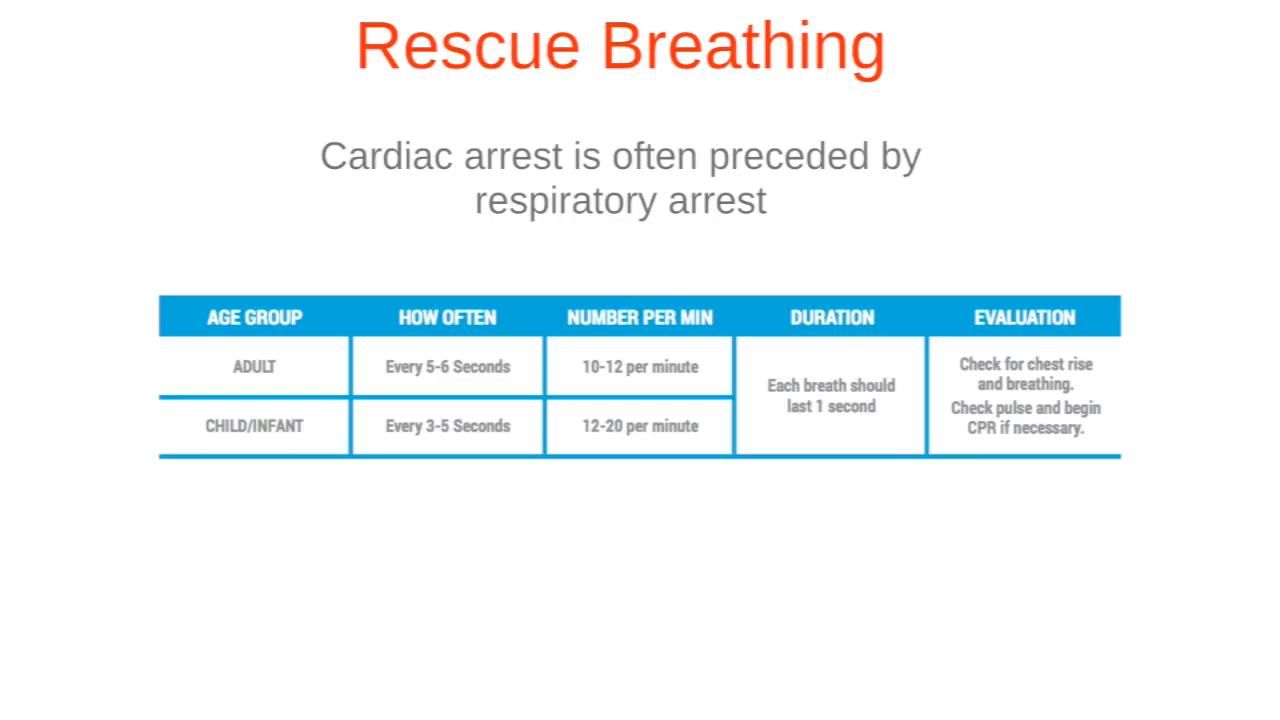 Rescue Breathing
Cardiac arrest is often preceded by
respiratory arrest
AGE GROUP HOW OFTEN NUMBER PER MIN DURATION EVALUATION
ADULT Every 5-6 Seconds 10-12 per minute
CHILD/INFANT Every 3-5 Seconds 12-20 per minute
Each breath should
last 1 second
Check for chest rise
and breathing.
Check pulse and begin
CPR if necessary.